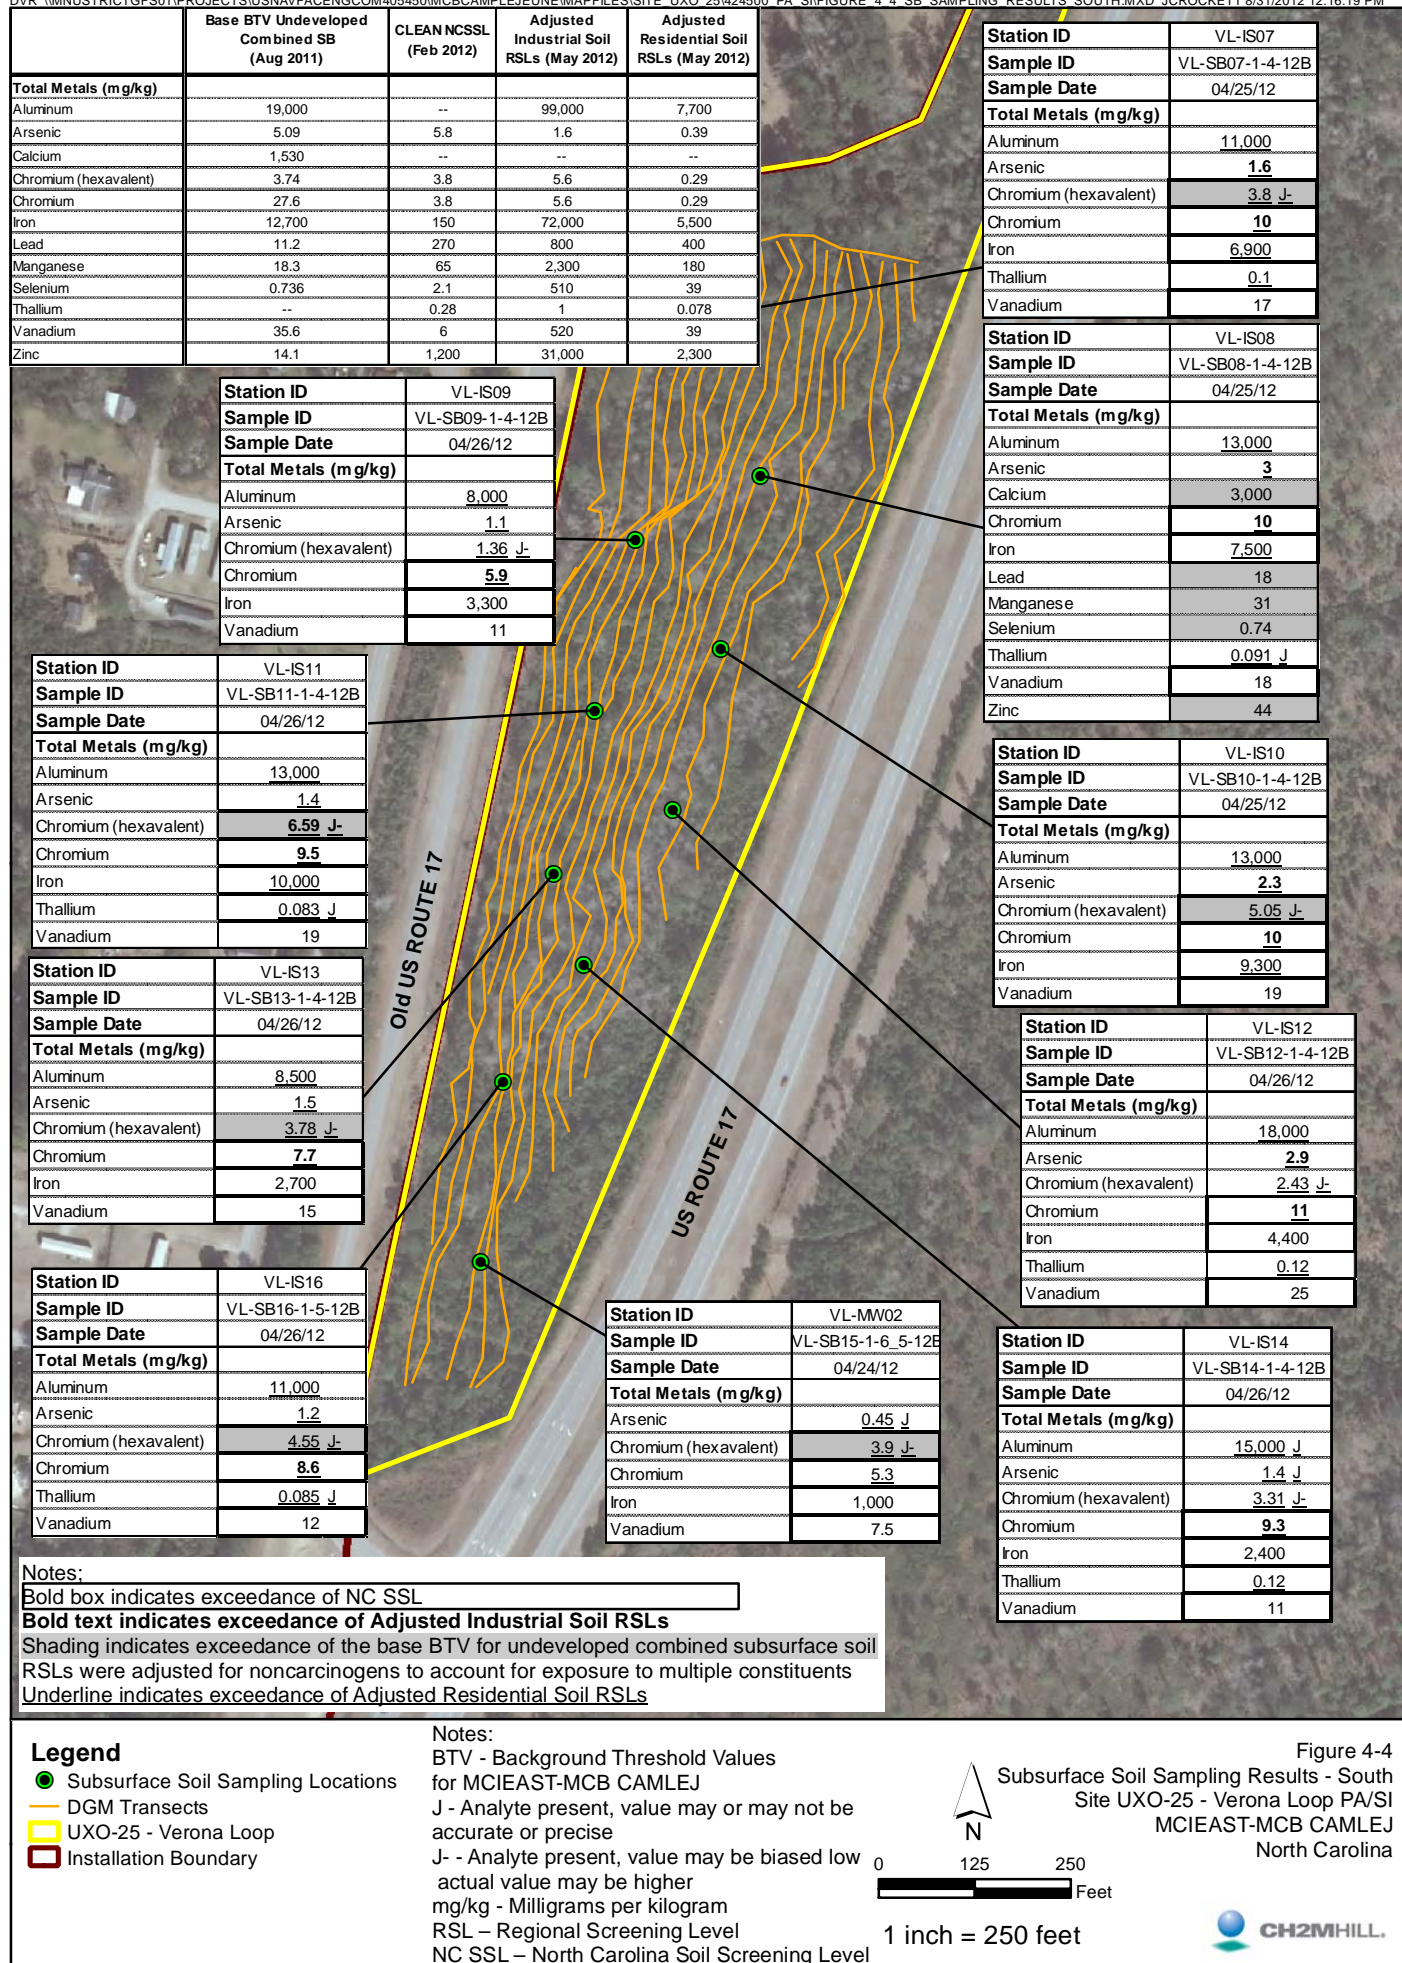 DVR \\MNUSTRICTGFS01\PROJECTS\USNAVFACENGCOM405450\MCBCAMPLEJEUNE\MAPFILES\SITE_UXO_25\424500_PA_SI\FIGURE_4_4_SB_SAMPLING_RESULTS_SOUTH.MXD JCROCKETT 8/31/2012 12:16:19 PM
Base BTV Undeveloped Combined SB (Aug 2011) CLEAN NCSSL (Feb 2012) Adjusted Industrial Soil RSLs (May 2012) Adjusted Residential Soil RSLs (May 2012)
Total Metals (mg/kg)
Aluminum 19,000 -- 99,000 7,700
Arsenic 5.09 5.8 1.6 0.39
Calcium 1,530 -- -- --
Chromium (hexavalent) 3.74 3.8 5.6 0.29
Chromium 27.6 3.8 5.6 0.29
Iron 12,700 150 72,000 5,500
Lead 11.2 270 800 400
Manganese 18.3 65 2,300 180
Selenium 0.736 2.1 510 39
Thallium -- 0.28 1 0.078
Vanadium 35.6 6 520 39
Zinc 14.1 1,200 31,000 2,300
Station ID VL-IS07
Sample ID VL-SB07-1-4-12B
Sample Date 04/25/12
Total Metals (mg/kg)
Aluminum 11,000
Arsenic 1.6
Chromium (hexavalent) 3.8 J-
Chromium 10
Iron 6,900
Thallium 0.1
Vanadium 17
Station ID VL-IS08
Sample ID VL-SB08-1-4-12B
Sample Date 04/25/12
Total Metals (mg/kg)
Aluminum 13,000
Arsenic 3
Calcium 3,000
Chromium 10
Iron 7,500
Lead 18
Manganese 31
Selenium 0.74
Thallium 0.091 J
Vanadium 18
Zinc 44
Station ID VL-IS09
Sample ID VL-SB09-1-4-12B
Sample Date 04/26/12
Total Metals (mg/kg)
Aluminum 8,000
Arsenic 1.1
Chromium (hexavalent) 1.36 J-
Chromium 5.9
Iron 3,300
Vanadium 11
Station ID VL-IS11
Sample ID VL-SB11-1-4-12B
Sample Date 04/26/12
Total Metals (mg/kg)
Aluminum 13,000
Arsenic 1.4
Chromium (hexavalent) 6.59 J-
Chromium 9.5
Iron 10,000
Thallium 0.083 J
Vanadium 19
Station ID VL-IS10
Sample ID VL-SB10-1-4-12B
Sample Date 04/25/12
Total Metals (mg/kg)
Aluminum 13,000
Arsenic 2.3
Chromium (hexavalent) 5.05 J-
Chromium 10
Iron 9,300
Vanadium 19
Station ID VL-IS13
Sample ID VL-SB13-1-4-12B
Sample Date 04/26/12
Total Metals (mg/kg)
Aluminum 8,500
Arsenic 1.5
Chromium (hexavalent) 3.78 J-
Chromium 7.7
Iron 2,700
Vanadium 15
Old US ROUTE 17
US ROUTE 17
Station ID VL-IS12
Sample ID VL-SB12-1-4-12B
Sample Date 04/26/12
Total Metals (mg/kg)
Aluminum 18,000
Arsenic 2.9
Chromium (hexavalent) 2.43 J-
Chromium 11
Iron 4,400
Thallium 0.12
Vanadium 25
Station ID VL-IS16
Sample ID VL-SB16-1-5-12B
Sample Date 04/26/12
Total Metals (mg/kg)
Aluminum 11,000
Arsenic 1.2
Chromium (hexavalent) 4.55 J-
Chromium 8.6
Thallium 0.085 J
Vanadium 12
Station ID VL-MW02
Sample ID VL-SB15-1-6_5-12B
Sample Date 04/24/12
Total Metals (mg/kg)
Arsenic 0.45 J
Chromium (hexavalent) 3.9 J-
Chromium 5.3
Iron 1,000
Vanadium 7.5
Station ID VL-IS14
Sample ID VL-SB14-1-4-12B
Sample Date 04/26/12
Total Metals (mg/kg)
Aluminum 15,000 J
Arsenic 1.4 J
Chromium (hexavalent) 3.31 J-
Chromium 9.3
Iron 2,400
Thallium 0.12
Vanadium 11
Notes;
Bold box indicates exceedance of NC SSL
Bold text indicates exceedance of Adjusted Industrial Soil RSLs
Shading indicates exceedance of the base BTV for undeveloped combined subsurface soil
RSLs were adjusted for noncarcinogens to account for exposure to multiple constituents
Underline indicates exceedance of Adjusted Residential Soil RSLs
Legend
Subsurface Soil Sampling Locations
DGM Transects
UXO-25 - Verona Loop
Installation Boundary
Notes:
BTV - Background Threshold Values
for MCIEAST-MCB CAMLEJ
J - Analyte present, value may or may not be
accurate or precise
J- - Analyte present, value may be biased low
actual value may be higher
mg/kg - Milligrams per kilogram
RSL – Regional Screening Level
NC SSL – North Carolina Soil Screening Level
N
0 125 250
Feet
1 inch = 250 feet
Figure 4-4
Subsurface Soil Sampling Results - South
Site UXO-25 - Verona Loop PA/SI
MCIEAST-MCB CAMLEJ
North Carolina
CH2MHILL.